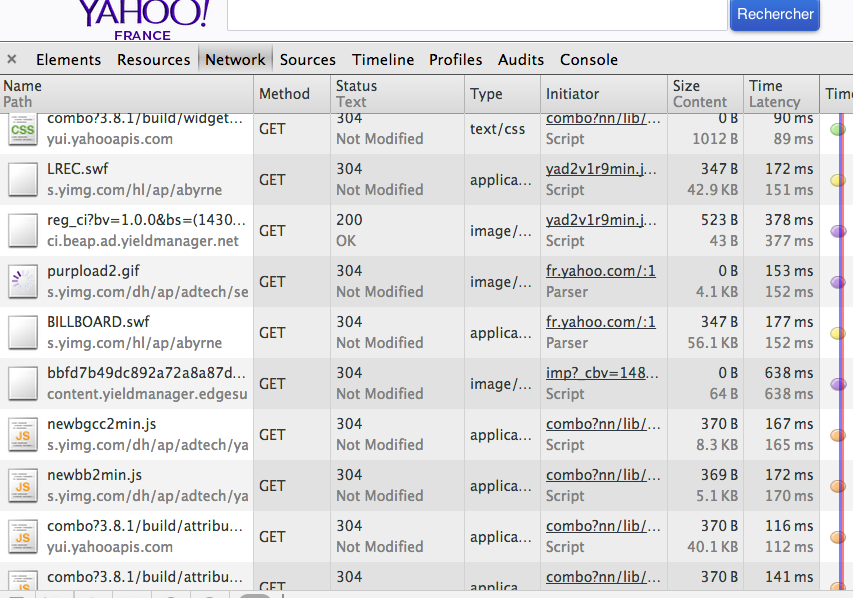 YAHOO!
FRANCE
Rechercher
× Elements Resources Network Sources Timeline Profiles Audits Console
Name Method Status Type Initiator Size Time Time
Path Text Content Latency
combo?3.8.1/build/widget... GET 304 text/css combo?nn/lib/... 0 B 90 ms
yui.yahooapis.com Not Modified Script 1012 B 89 ms
LREC.swf GET 304 applica... yad2v1r9min.j... 347 B 172 ms
s.yimg.com/hl/ap/abyrne Not Modified Script 42.9 KB 151 ms
reg_ci?bv=1.0.0&bs=(1430... GET 200 image/... yad2v1r9min.j... 523 B 378 ms
ci.beap.ad.yieldmanager.net OK Script 43 B 377 ms
purpload2.gif GET 304 image/... fr.yahoo.com/:1 0 B 153 ms
s.yimg.com/dh/ap/adtech/se Not Modified Parser 4.1 KB 152 ms
BILLBOARD.swf GET 304 applica... fr.yahoo.com/:1 347 B 177 ms
s.yimg.com/hl/ap/abyrne Not Modified Parser 56.1 KB 152 ms
bbfd7b49dc892a72a8a87d... GET 304 image/... imp?_cbv=148... 0 B 638 ms
content.yieldmanager.edgesu Not Modified Script 64 B 638 ms
newbgcc2min.js GET 304 applica... combo?nn/lib/... 370 B 167 ms
s.yimg.com/dh/ap/adtech/ya Not Modified Script 8.3 KB 165 ms
newbb2min.js GET 304 applica... combo?nn/lib/... 369 B 172 ms
s.yimg.com/dh/ap/adtech/ya Not Modified Script 5.1 KB 170 ms
combo?3.8.1/build/attribu... GET 304 applica... combo?nn/lib/... 370 B 116 ms
yui.yahooapis.com Not Modified Script 40.1 KB 112 ms
combo?3.8.1/build/attribu... GET 304 applica... combo?nn/lib/... 370 B 141 ms